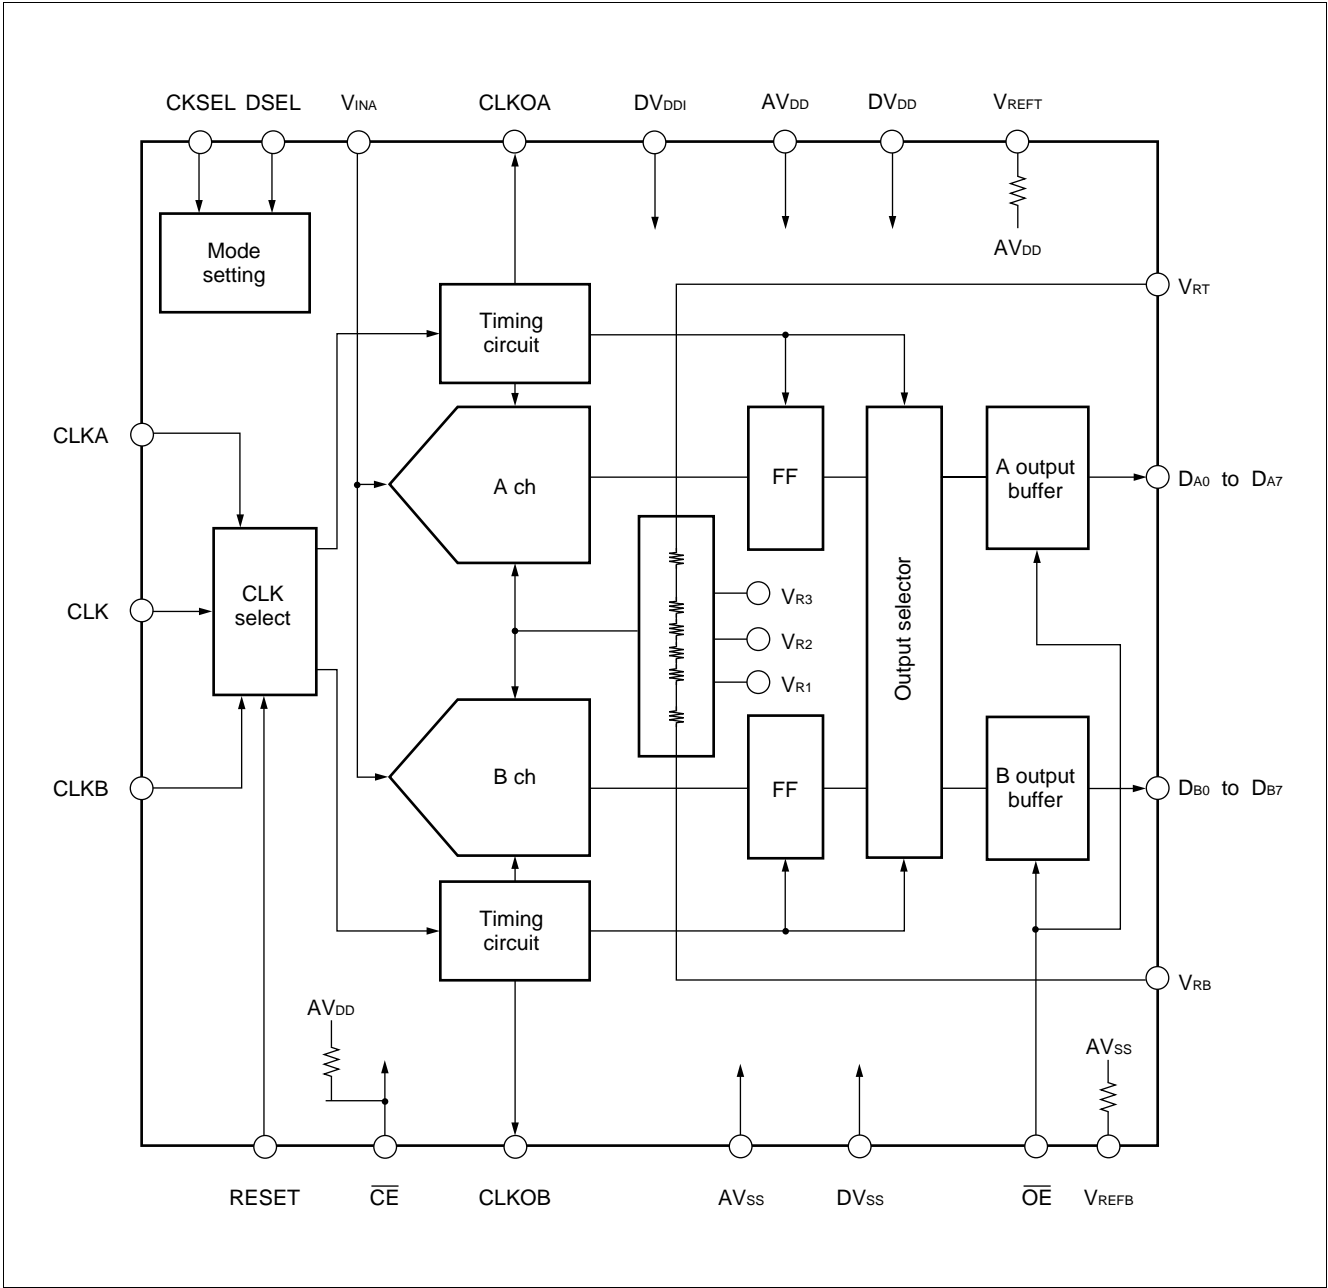 CKSEL DSEL VINA CLKOA DVDDI AVDD DVDD VREFT
Mode
setting
AVDD
VRT
Timing
circuit
CLKA
A ch
FF
A output
buffer
DA0 to DA7
CLK
CLK
select
VR3
VR2
VR1
Output selector
CLKB
B ch
FF
B output
buffer
DB0 to DB7
Timing
circuit
VRB
AVDD
AVSS
RESET CE CLKOB AVSS DVSS OE VREFB